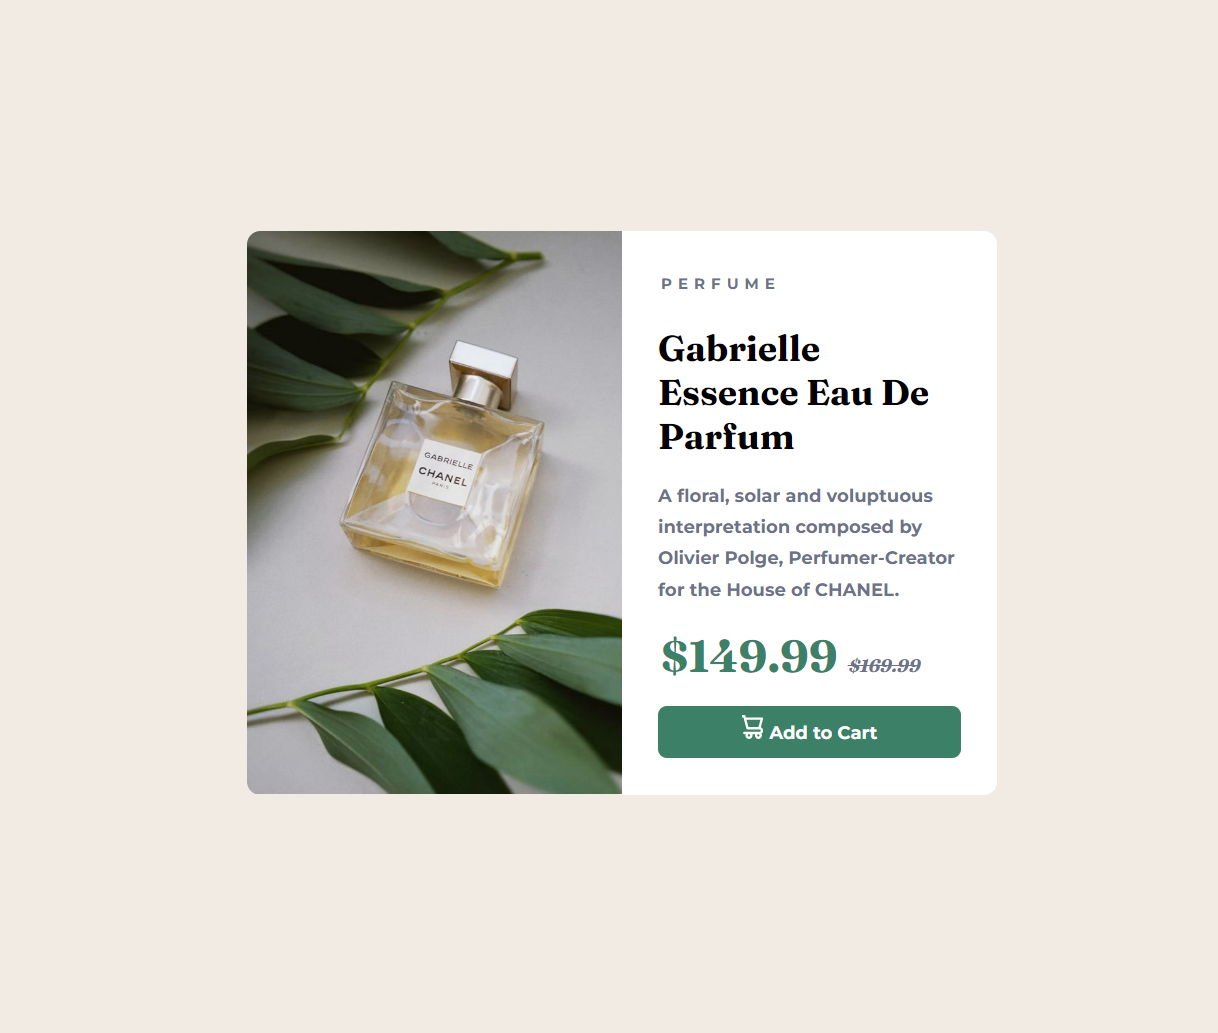 GABRIELLE
CHANEL
PARIS
PERFUME
Gabrielle
Essence Eau De
Parfum
A floral, solar and voluptuous
interpretation composed by
Olivier Polge, Perfumer-Creator
for the House of CHANEL.
$149.99 $169.99
Add to Cart